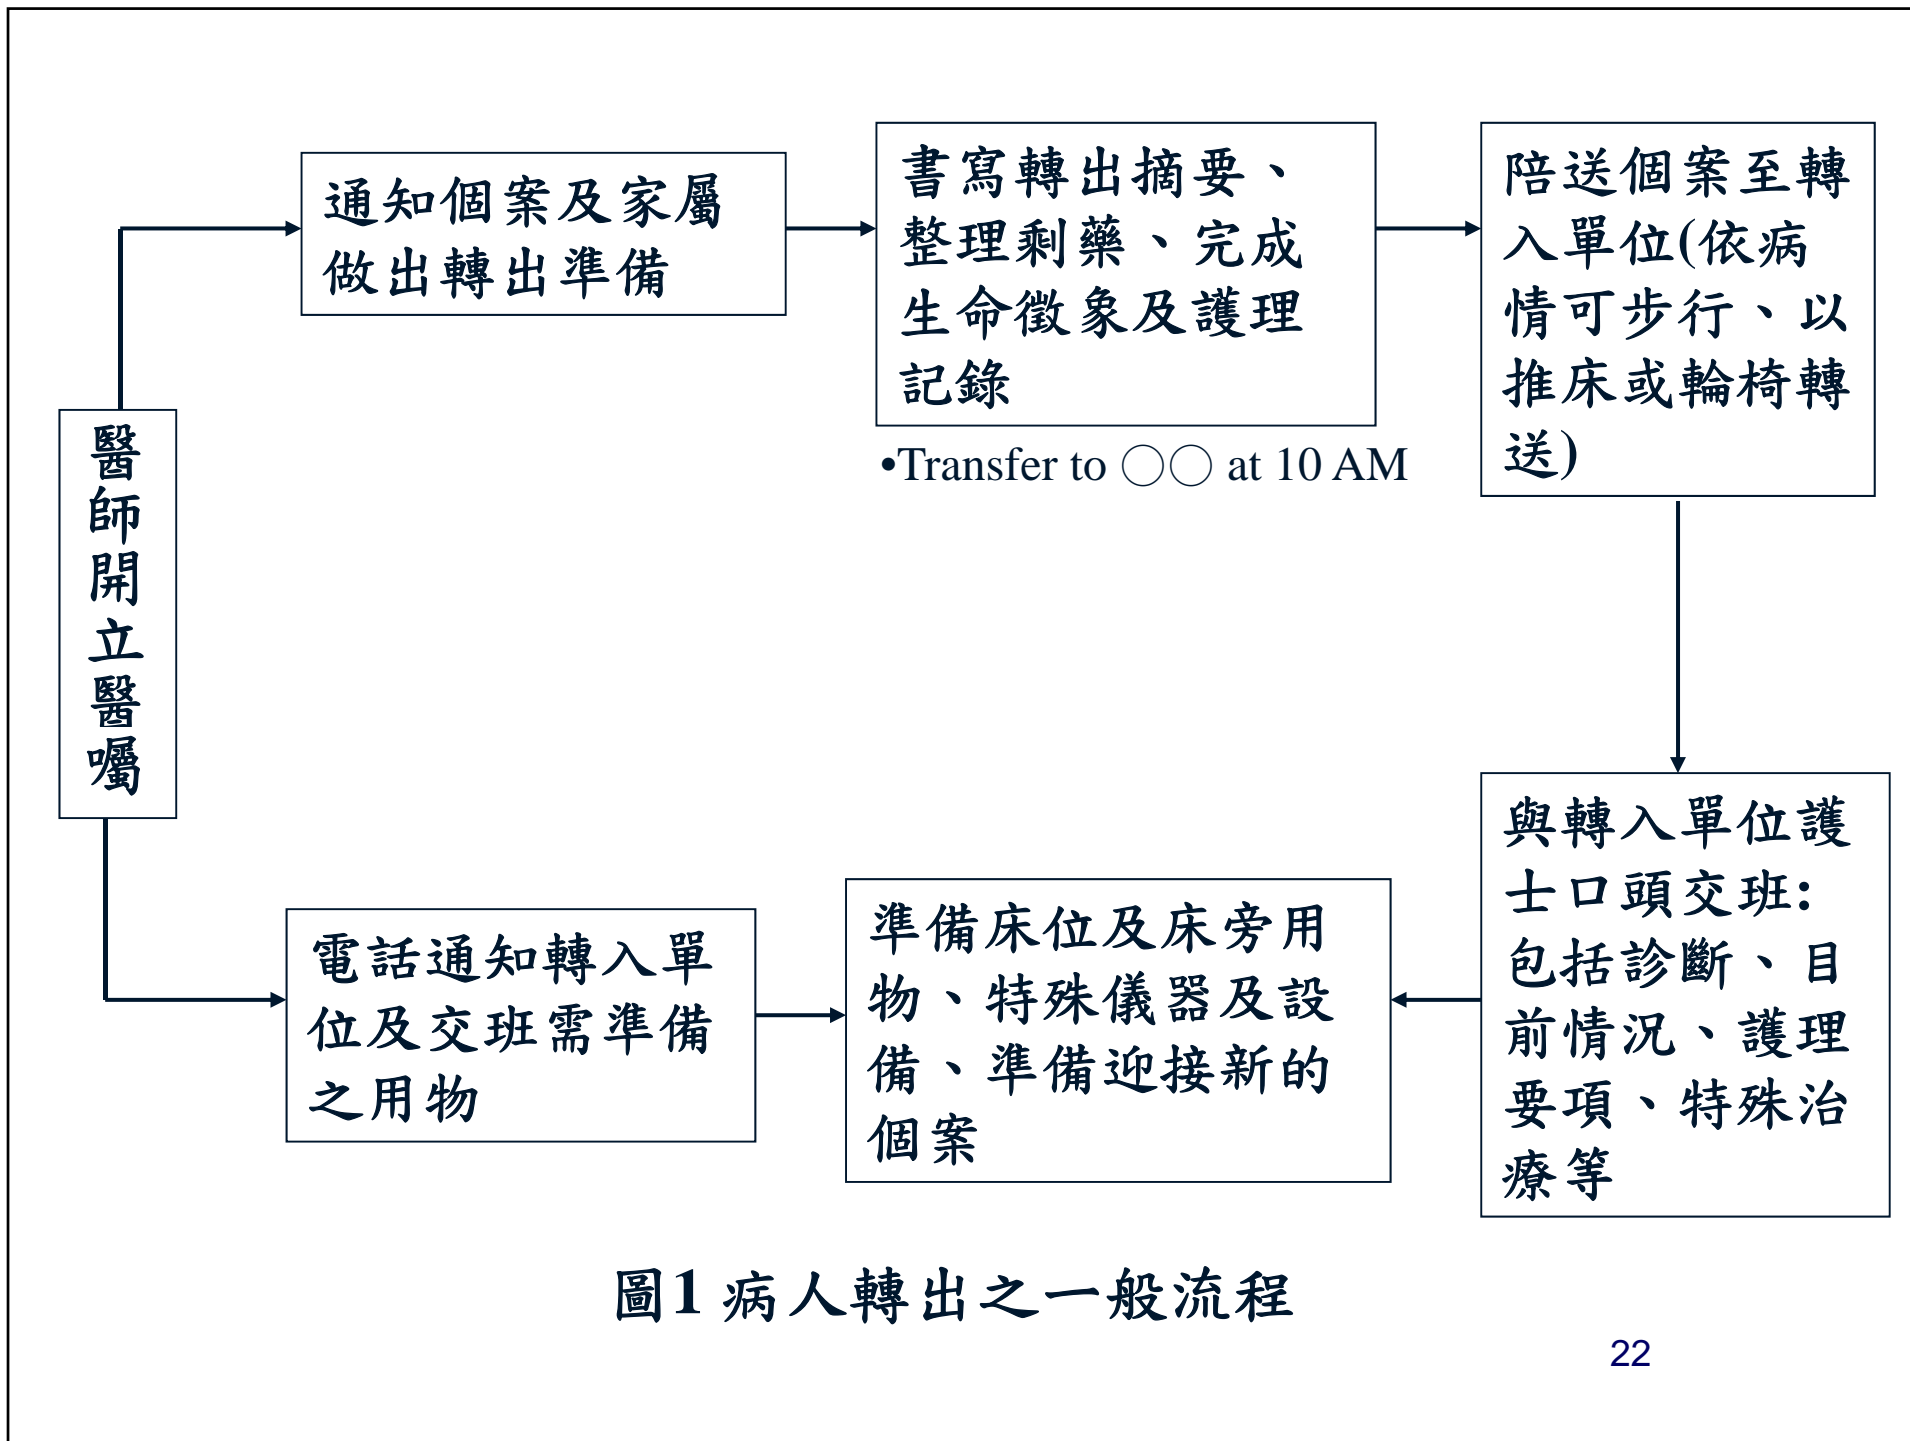 醫師開立醫囑
通知個案及家屬
做出轉出準備
書寫轉出摘要、
整理剩藥、完成
生命徵象及護理
記錄
•Transfer to ○○ at 10 AM
陪送個案至轉
入單位(依病
情可步行、以
推床或輪椅轉
送)
與轉入單位護
士口頭交班:
包括診斷、目
前情況、護理
要項、特殊治
療等
電話通知轉入單
位及交班需準備
之用物
準備床位及床旁用
物、特殊儀器及設
備、準備迎接新的
個案
圖1 病人轉出之一般流程
22